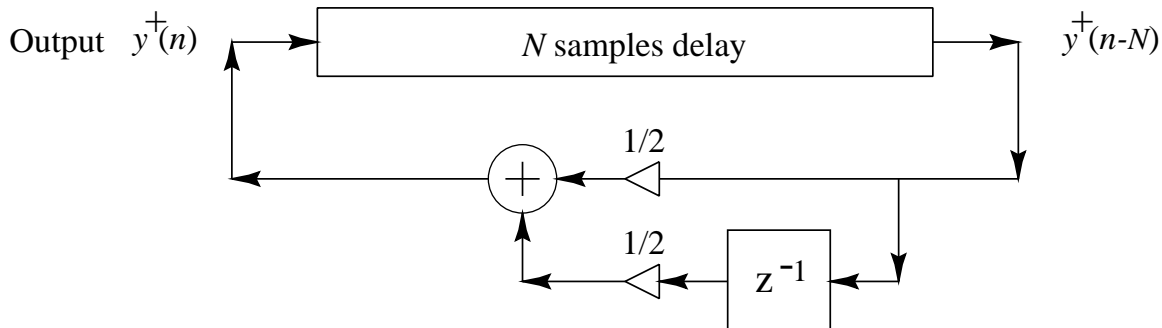 Output y⁺(n)
N samples delay
y⁺(n-N)
1/2
+
1/2
z⁻¹